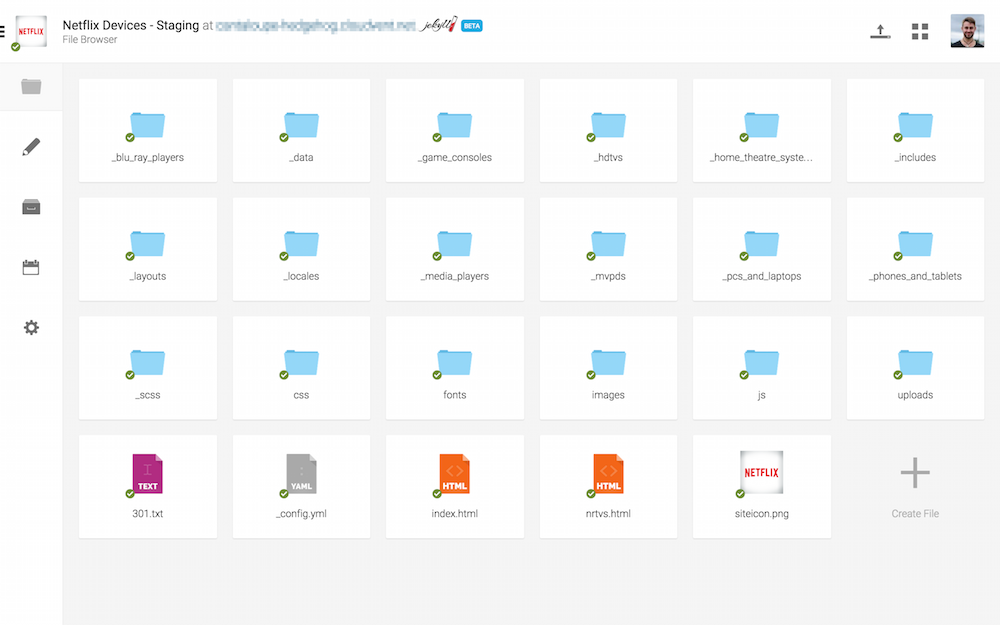 NETFLIX
Netflix Devices - Staging at
jekyll
BETA
File Browser
_blu_ray_players
_data
_game_consoles
_hdtvs
_home_theatre_syste...
_includes
_layouts
_locales
_media_players
_mvpds
_pcs_and_laptops
_phones_and_tablets
_scss
css
fonts
images
js
uploads
TEXT
301.txt
YAML
_config.yml
HTML
index.html
HTML
nrtvs.html
NETFLIX
siteicon.png
Create File